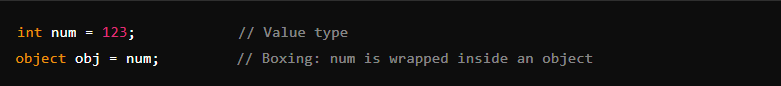 int num = 123;             // Value type
object obj = num;          // Boxing: num is wrapped inside an object